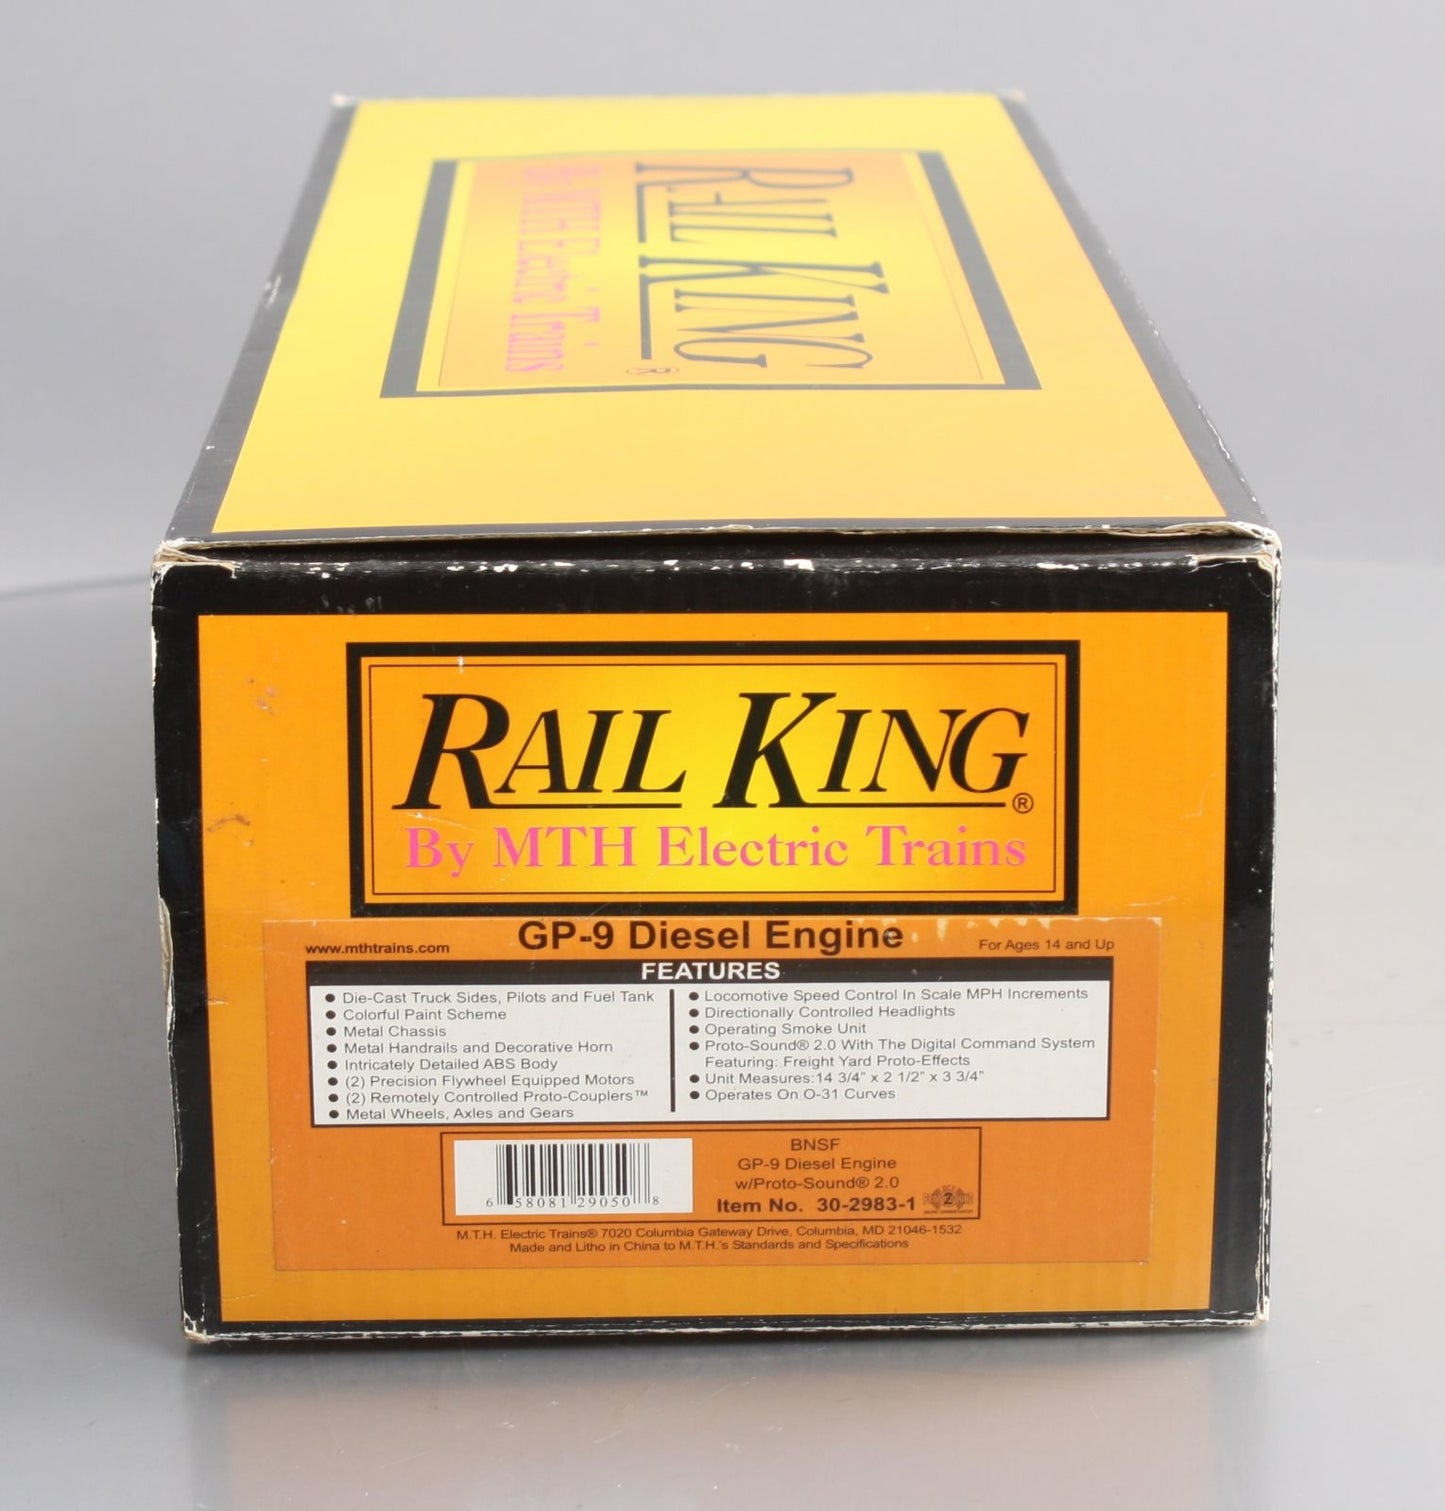 RAIL KING®
By MTH Electric Trains
RAIL KING®
By MTH Electric Trains
GP-9 Diesel Engine
www.mthtrains.com
For Ages 14 and Up
FEATURES
● Die-Cast Truck Sides, Pilots and Fuel Tank
● Colorful Paint Scheme
● Metal Chassis
● Metal Handrails and Decorative Horn
● Intricately Detailed ABS Body
● (2) Precision Flywheel Equipped Motors
● (2) Remotely Controlled Proto-Couplers™
● Metal Wheels, Axles and Gears
● Locomotive Speed Control In Scale MPH Increments
● Directionally Controlled Headlights
● Operating Smoke Unit
● Proto-Sound® 2.0 With The Digital Command System
Featuring: Freight Yard Proto-Effects
● Unit Measures:14 3/4" x 2 1/2" x 3 3/4"
● Operates On O-31 Curves
6 58081 29050 8
BNSF
GP-9 Diesel Engine
w/Proto-Sound® 2.0
Item No. 30-2983-1
2
M.T.H. Electric Trains® 7020 Columbia Gateway Drive, Columbia, MD 21046-1532
Made and Litho in China to M.T.H.'s Standards and Specifications